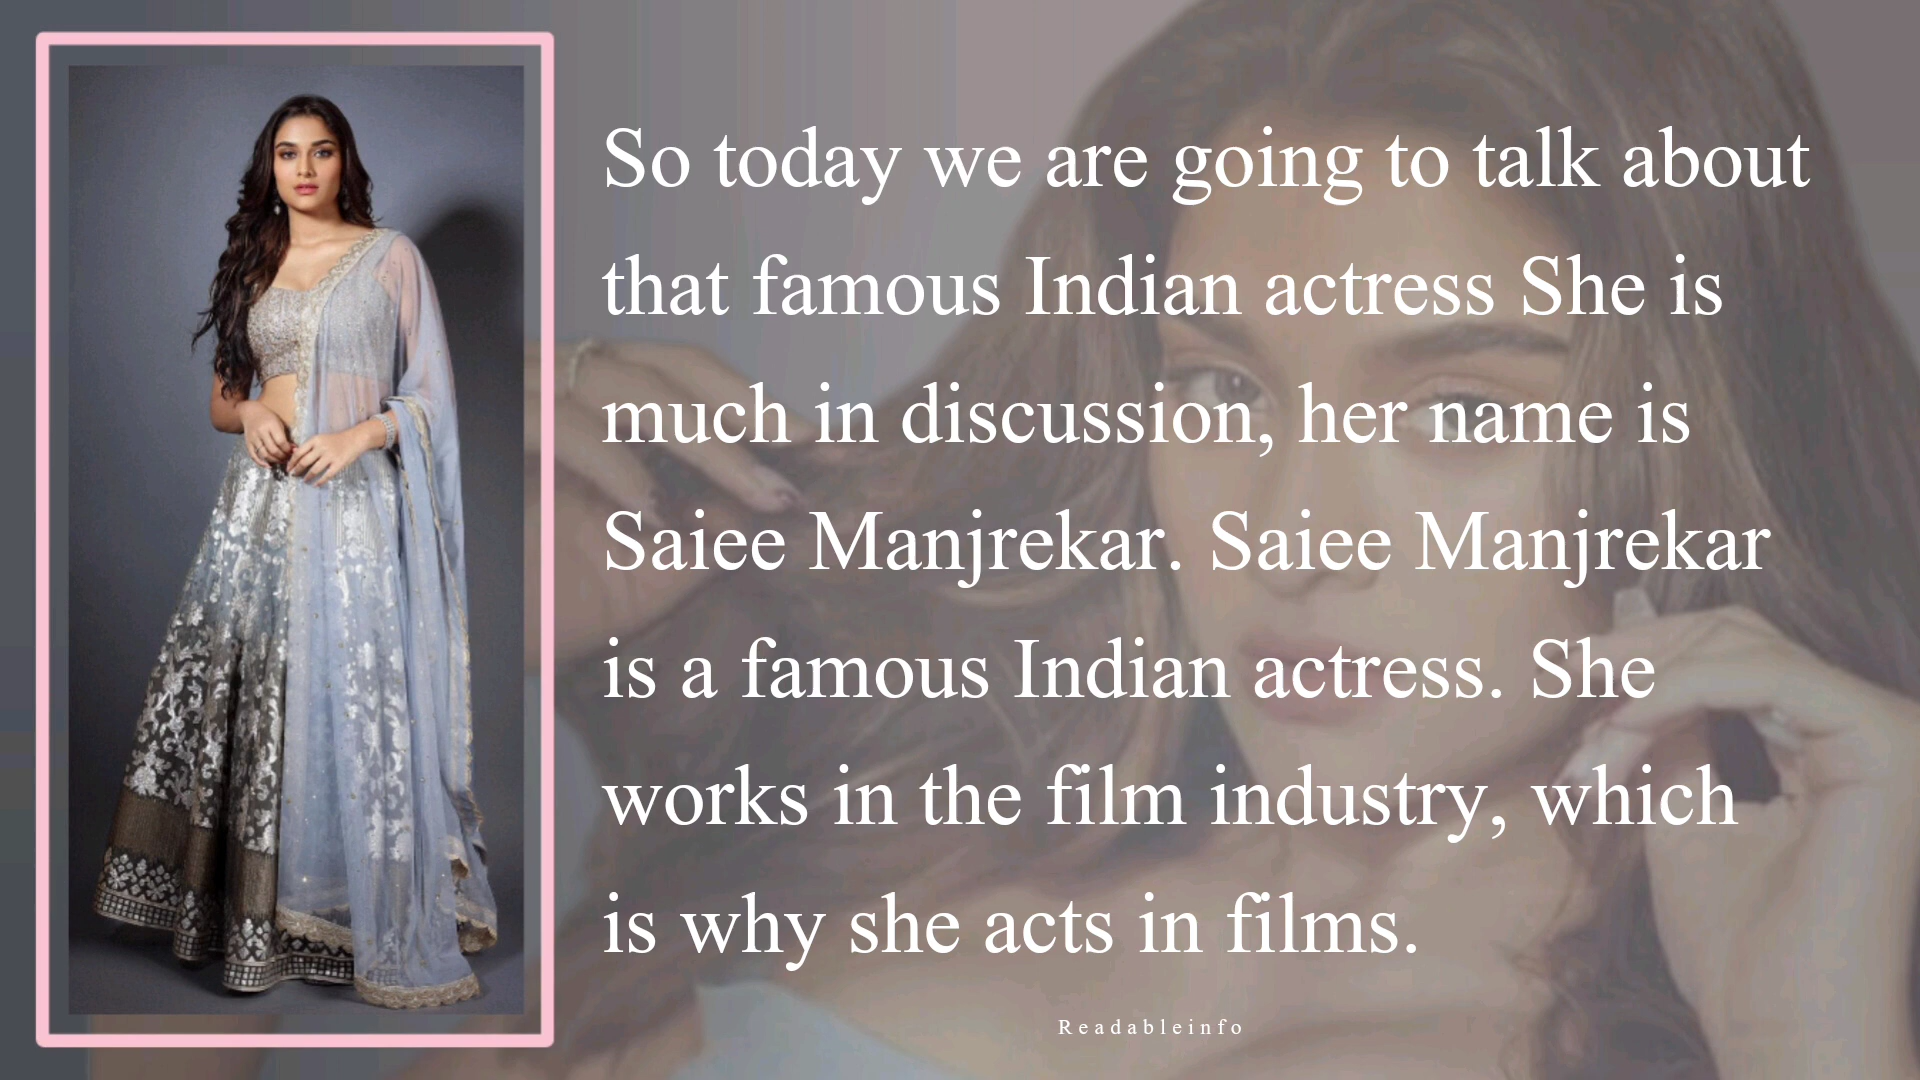 So today we are going to talk about
that famous Indian actress She is
much in discussion, her name is
Saiee Manjrekar. Saiee Manjrekar
is a famous Indian actress. She
works in the film industry, which
is why she acts in films.
Readableinfo